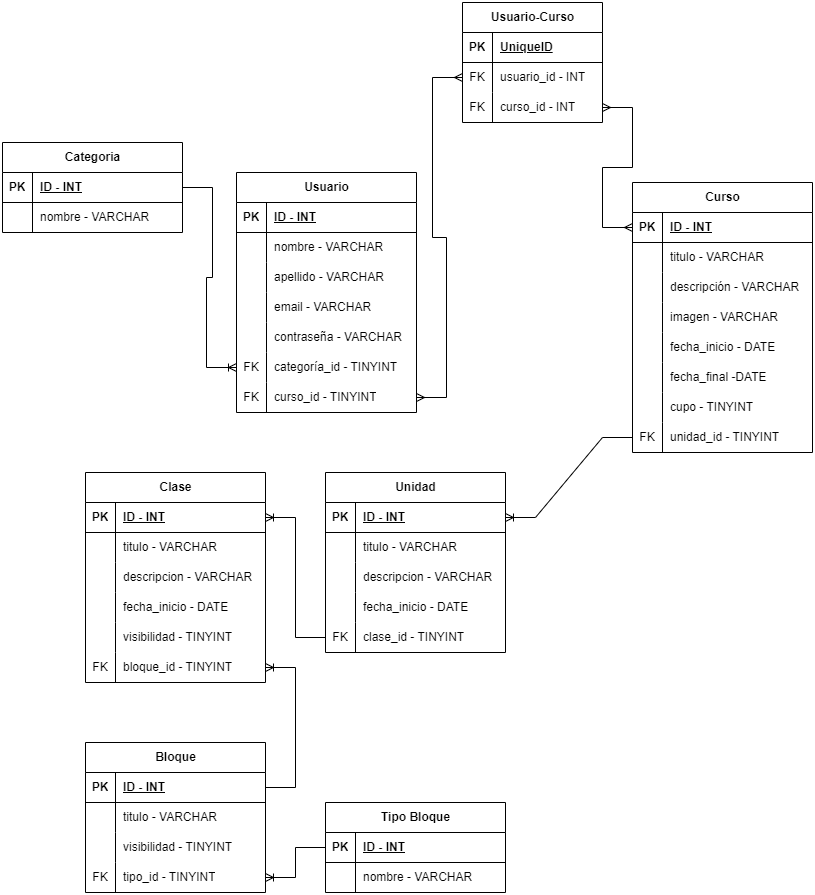 Usuario-Curso
PK UniqueID
FK usuario_id - INT
FK curso_id - INT
Categoria
PK ID - INT
nombre - VARCHAR
Usuario
PK ID - INT
nombre - VARCHAR
apellido - VARCHAR
email - VARCHAR
contraseña - VARCHAR
FK categoría_id - TINYINT
FK curso_id - TINYINT
Curso
PK ID - INT
titulo - VARCHAR
descripción - VARCHAR
imagen - VARCHAR
fecha_inicio - DATE
fecha_final -DATE
cupo - TINYINT
FK unidad_id - TINYINT
Clase
PK ID - INT
titulo - VARCHAR
descripcion - VARCHAR
fecha_inicio - DATE
visibilidad - TINYINT
FK bloque_id - TINYINT
Unidad
PK ID - INT
titulo - VARCHAR
descripcion - VARCHAR
fecha_inicio - DATE
FK clase_id - TINYINT
Bloque
PK ID - INT
titulo - VARCHAR
visibilidad - TINYINT
FK tipo_id - TINYINT
Tipo Bloque
PK ID - INT
nombre - VARCHAR